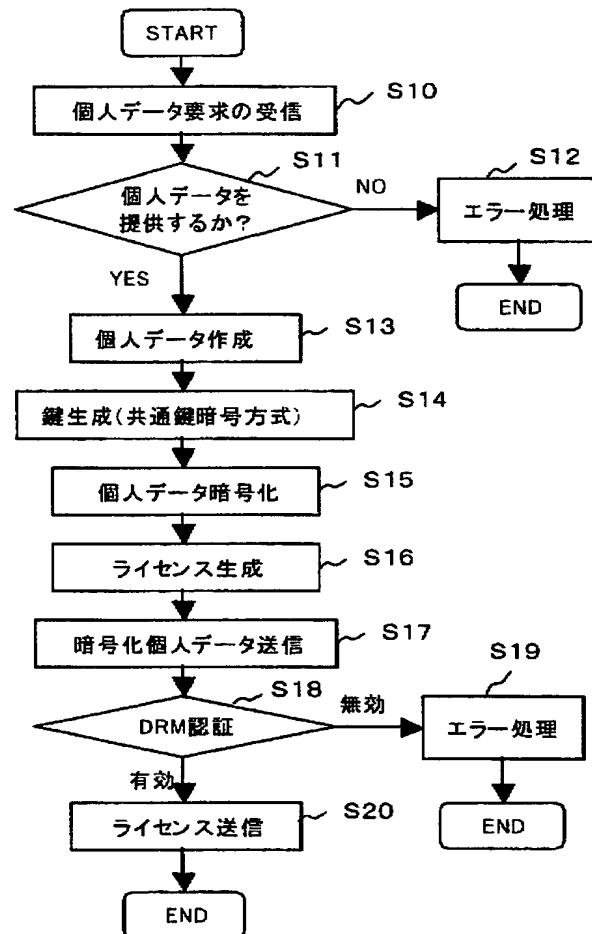 START
個人データ要求の受信
S10
S11
個人データを
提供するか?
NO
S12
エラー処理
END
YES
個人データ作成
S13
鍵生成(共通鍵暗号方式)
S14
個人データ暗号化
S15
ライセンス生成
S16
暗号化個人データ送信
S17
S18
DRM認証
無効
S19
エラー処理
END
有効
ライセンス送信
S20
END